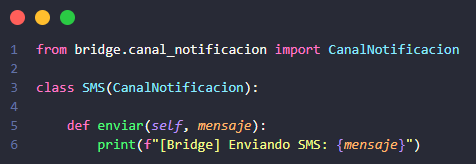 1 from bridge.canal_notificacion import CanalNotificacion
2
3 class SMS(CanalNotificacion):
4
5     def enviar(self, mensaje):
6         print(f"[Bridge] Enviando SMS: {mensaje}")